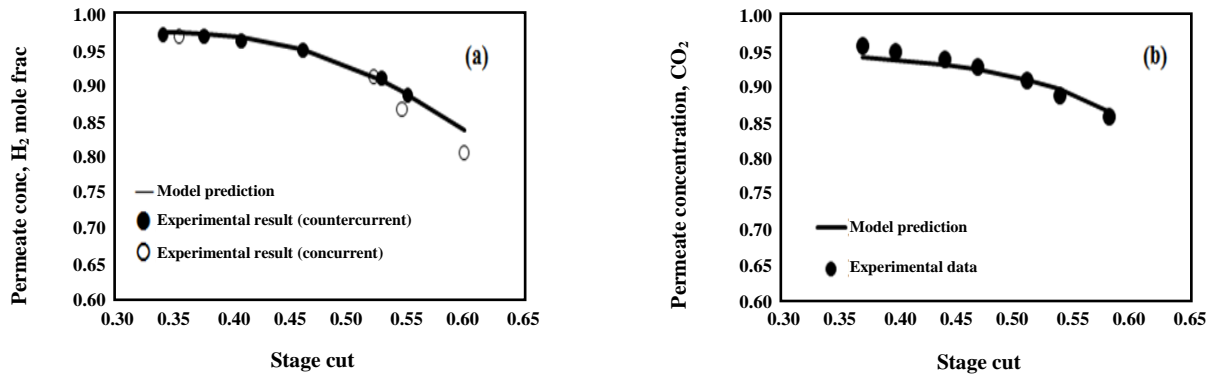 Permeate conc, H₂ mole frac
1.00
0.95
0.90
0.85
0.80
0.75
0.70
0.65
0.60
(a)
Model prediction
Experimental result (countercurrent)
Experimental result (concurrent)
0.30 0.35 0.40 0.45 0.50 0.55 0.60 0.65
Stage cut
Permeate concentration, CO₂
1.00
0.95
0.90
0.85
0.80
0.75
0.70
0.65
0.60
(b)
Model prediction
Experimental data
0.30 0.35 0.40 0.45 0.50 0.55 0.60 0.65
Stage cut